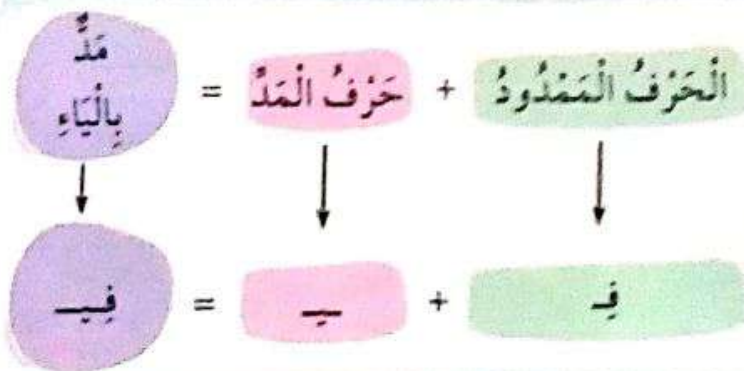 الْحَرْفُ الْمَمْدُودُ + حَرْفُ الْمَدِّ = مَدٌّ بِالْيَاءِ
فِـ + ـيـ = فِيـ